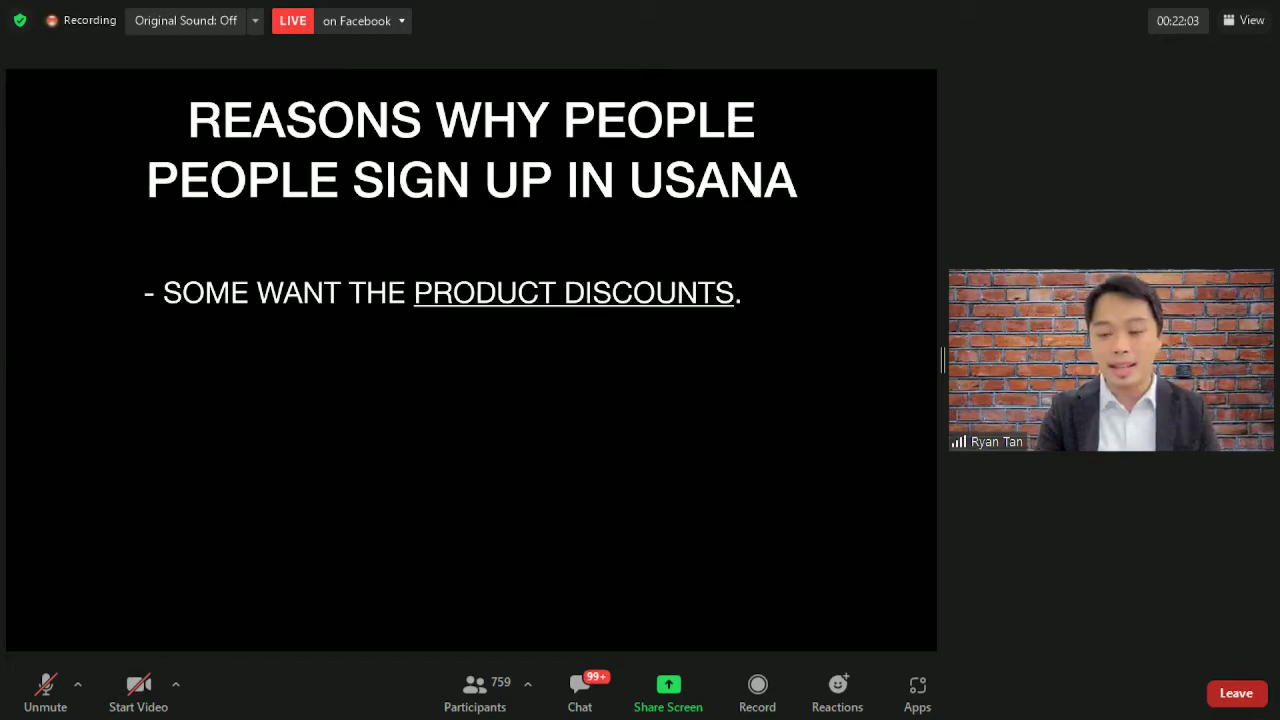 Recording
Original Sound: Off
LIVE on Facebook
00:22:03
View
REASONS WHY PEOPLE
PEOPLE SIGN UP IN USANA
- SOME WANT THE PRODUCT DISCOUNTS.
Ryan Tan
Unmute
Start Video
759
Participants
99+
Chat
Share Screen
Record
Reactions
Apps
Leave